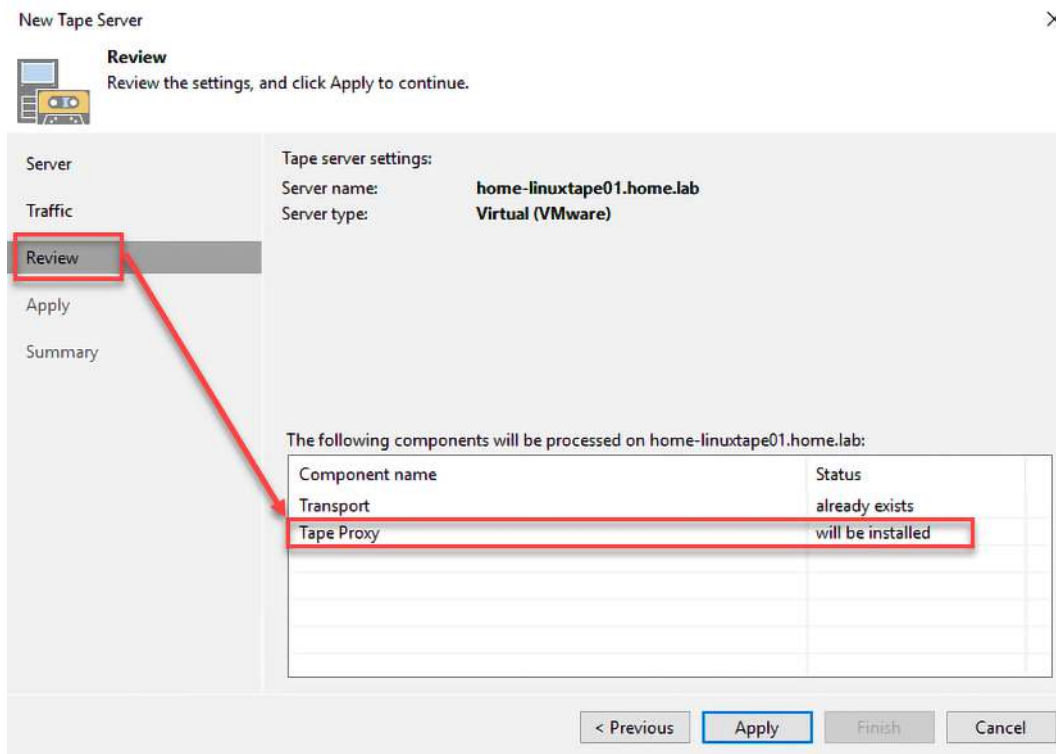 New Tape Server
Review
Review the settings, and click Apply to continue.
Server
Traffic
Review
Apply
Summary
Tape server settings:
Server name: home-linuxtape01.home.lab
Server type: Virtual (VMware)
The following components will be processed on home-linuxtape01.home.lab:
Component name Status
Transport already exists
Tape Proxy will be installed
< Previous Apply Finish Cancel